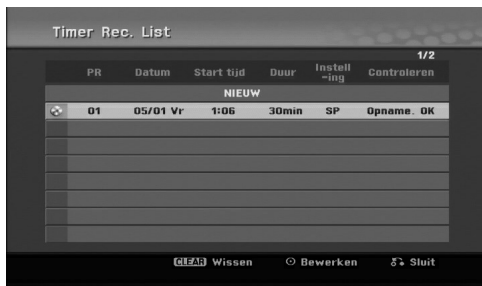 Timer Rec. List
1/2
PR Datum Start tijd Duur Instell -ing Controleren
NIEUW
01 05/01 Vr 1:06 30min SP Opname. OK
CLEAR Wissen Bewerken Sluit